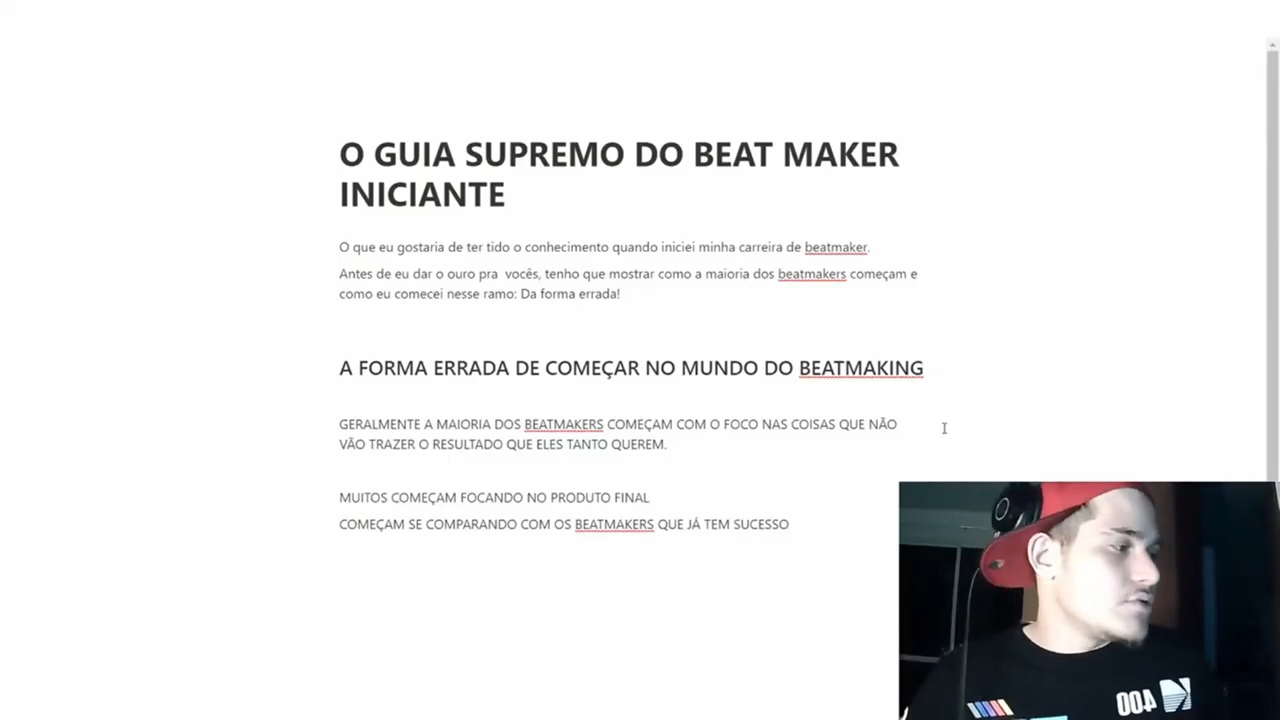 O GUIA SUPREMO DO BEAT MAKER
INICIANTE
O que eu gostaria de ter tido o conhecimento quando iniciei minha carreira de beatmaker.
Antes de eu dar o ouro pra  vocês, tenho que mostrar como a maioria dos beatmakers começam e
como eu comecei nesse ramo: Da forma errada!
A FORMA ERRADA DE COMEÇAR NO MUNDO DO BEATMAKING
GERALMENTE A MAIORIA DOS BEATMAKERS COMEÇAM COM O FOCO NAS COISAS QUE NÃO
VÃO TRAZER O RESULTADO QUE ELES TANTO QUEREM.
MUITOS COMEÇAM FOCANDO NO PRODUTO FINAL
COMEÇAM SE COMPARANDO COM OS BEATMAKERS QUE JÁ TEM SUCESSO
400